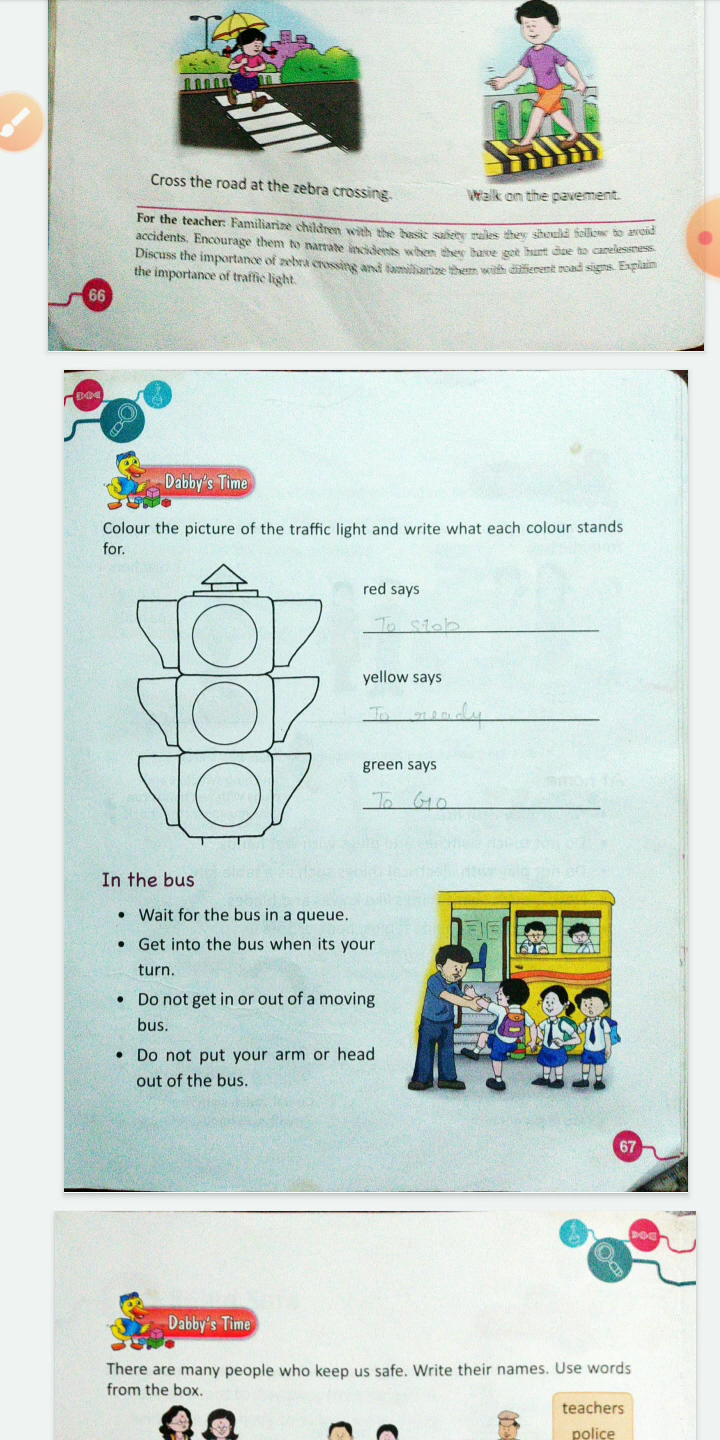 Cross the road at the zebra crossing.
Walk on the pavement.
For the teacher: Familiarize children with the basic safety rules they should follow to avoid
accidents. Encourage them to narrate incidents when they have got hurt due to carelessness.
Discuss the importance of zebra crossing and familiarize them with different road signs. Explain
the importance of traffic light.
66
Dabby's Time
Colour the picture of the traffic light and write what each colour stands
for.
red says
To stop
yellow says
To ready
green says
To Go
In the bus
• Wait for the bus in a queue.
• Get into the bus when its your
turn.
• Do not get in or out of a moving
bus.
• Do not put your arm or head
out of the bus.
67
Dabby's Time
There are many people who keep us safe. Write their names. Use words
from the box.
teachers
police